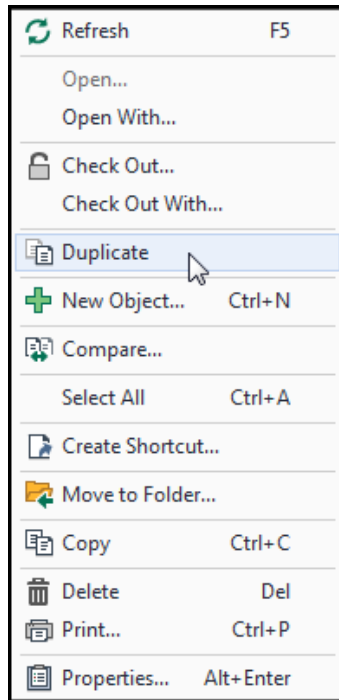 Refresh F5
Open...
Open With...
Check Out...
Check Out With...
Duplicate
New Object... Ctrl+N
Compare...
Select All Ctrl+A
Create Shortcut...
Move to Folder...
Copy Ctrl+C
Delete Del
Print... Ctrl+P
Properties... Alt+Enter